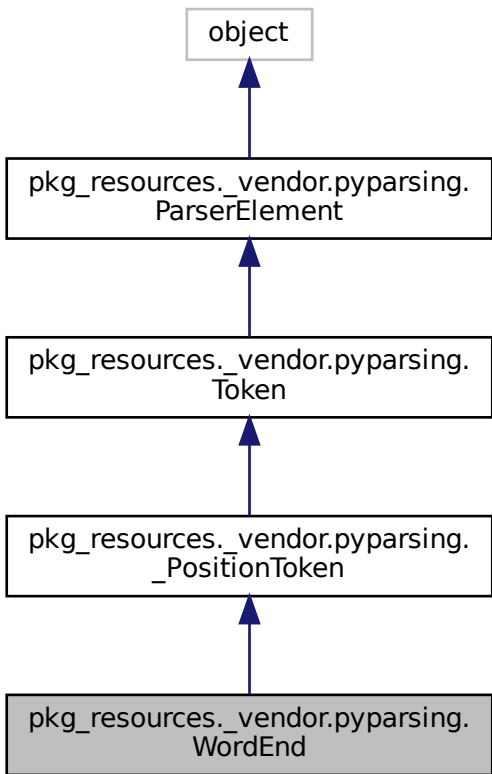 object
pkg_resources._vendor.pyparsing.
ParserElement
pkg_resources._vendor.pyparsing.
Token
pkg_resources._vendor.pyparsing.
_PositionToken
pkg_resources._vendor.pyparsing.
WordEnd